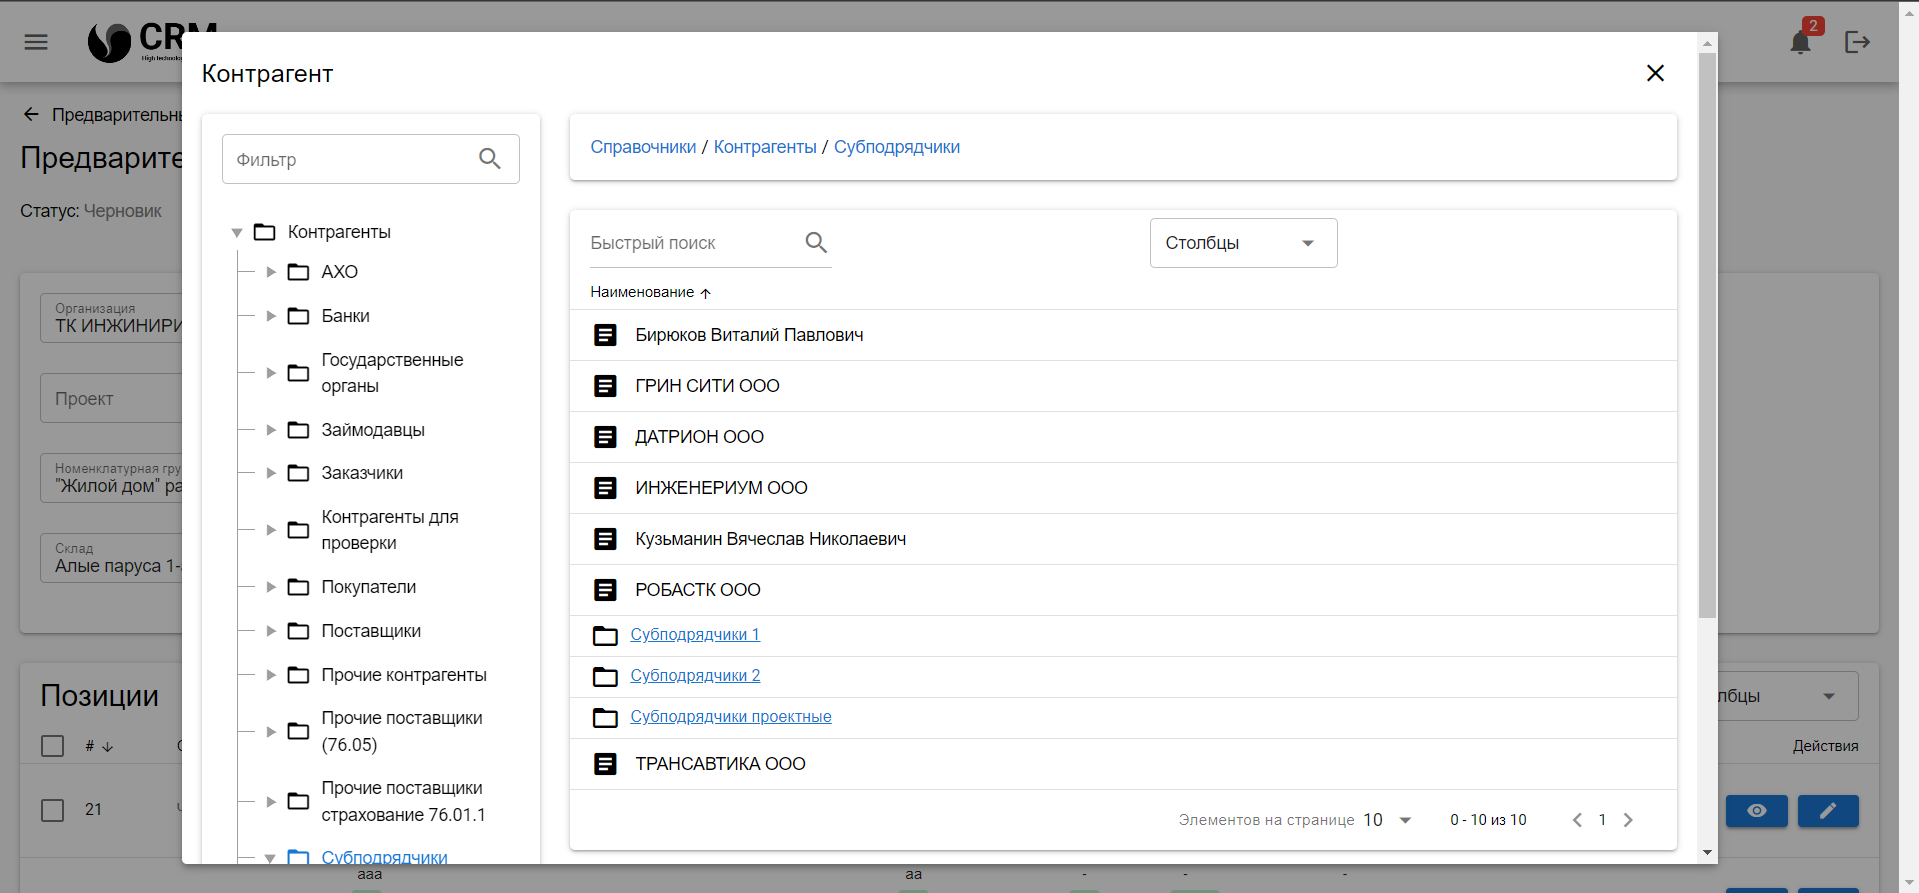 CRM
High technolo
2
Предварительн
Предварите
Статус: Черновик
Организация
ТК ИНЖИНИРИ
Проект
Номенклатурная гру
"Жилой дом" ра
Склад
Алые паруса 1-
Позиции
#
21
лбцы
Действия
Контрагент
Фильтр
Контрагенты
АХО
Банки
Государственные
органы
Займодавцы
Заказчики
Контрагенты для
проверки
Покупатели
Поставщики
Прочие контрагенты
Прочие поставщики
(76.05)
Прочие поставщики
страхование 76.01.1
Субподрядчики
Справочники / Контрагенты / Субподрядчики
Быстрый поиск
Столбцы
Наименование
Бирюков Виталий Павлович
ГРИН СИТИ ООО
ДАТРИОН ООО
ИНЖЕНЕРИУМ ООО
Кузьманин Вячеслав Николаевич
РОБАСТК ООО
Субподрядчики 1
Субподрядчики 2
Субподрядчики проектные
ТРАНСАВТИКА ООО
Элементов на странице 10 0 - 10 из 10 1
ааа аа - - -